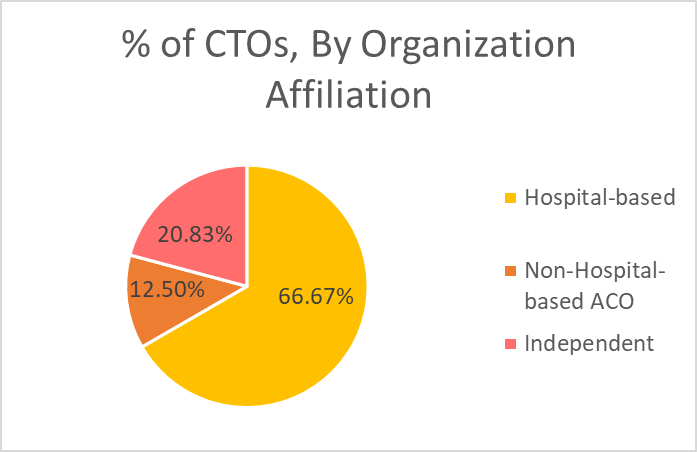 % of CTOs, By Organization
Affiliation
20.83%
12.50%
66.67%
Hospital-based
Non-Hospital-
based ACO
Independent